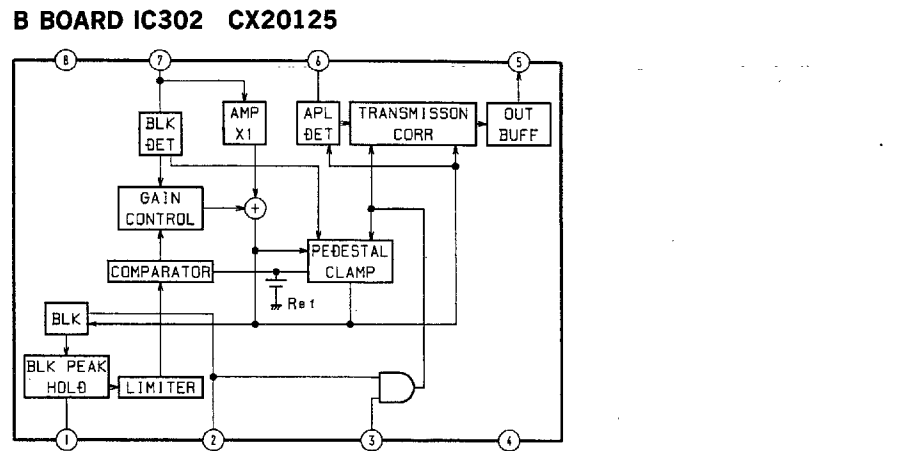 B BOARD IC302 CX20125
8 7 6 5
BLK
DET
AMP
X1
APL
DET
TRANSMISSON
CORR
OUT
BUFF
GAIN
CONTROL
+
PEDESTAL
CLAMP
COMPARATOR
Ref
BLK
BLK PEAK
HOLD
LIMITER
1 2 3 4